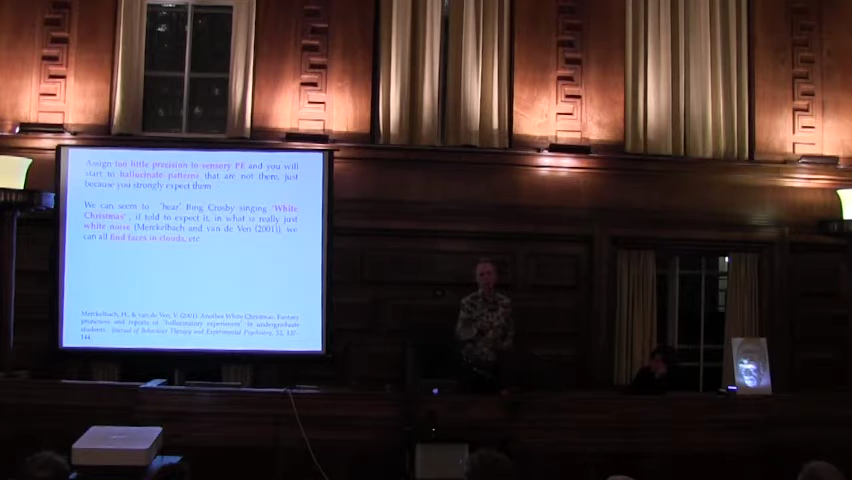 Assign too little precision to sensory PE and you will
start to hallucinate patterns that are not there, just
because you strongly expect them.
We can seem to 'hear' Bing Crosby singing 'White
Christmas', if told to expect it, in what is really just
white noise (Merckelbach and van de Ven (2001)), we
can all find faces in clouds, etc.
Merckelbach, H., & van de Ven, V. (2001). Another White Christmas: Fantasy
proneness and reports of 'hallucinatory experiences' in undergraduate
students. Journal of Behaviour Therapy and Experimental Psychiatry, 32, 137-
144.